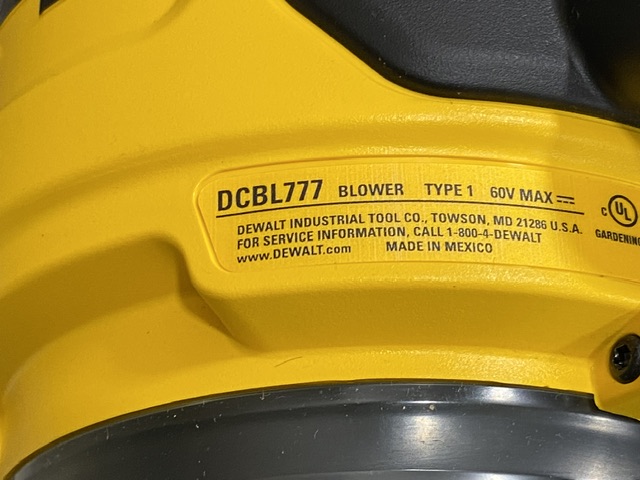 DCBL777 BLOWER TYPE 1 60V MAX ⎓
DEWALT INDUSTRIAL TOOL CO., TOWSON, MD 21286 U.S.A.
FOR SERVICE INFORMATION, CALL 1-800-4-DEWALT
www.DEWALT.com MADE IN MEXICO
C UL
GARDENING